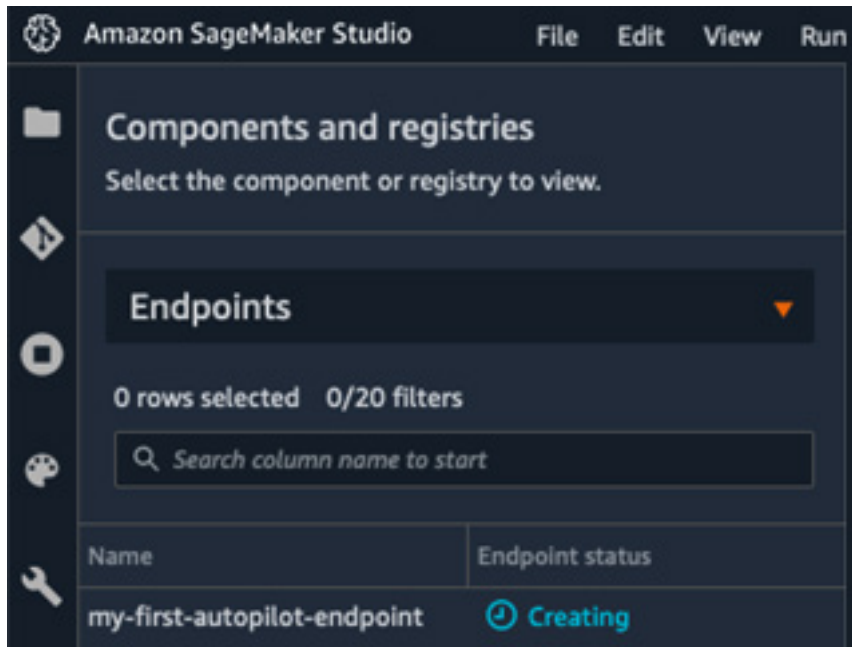 Amazon SageMaker Studio File Edit View Run
Components and registries
Select the component or registry to view.
Endpoints
0 rows selected 0/20 filters
Search column name to start
Name Endpoint status
my-first-autopilot-endpoint Creating